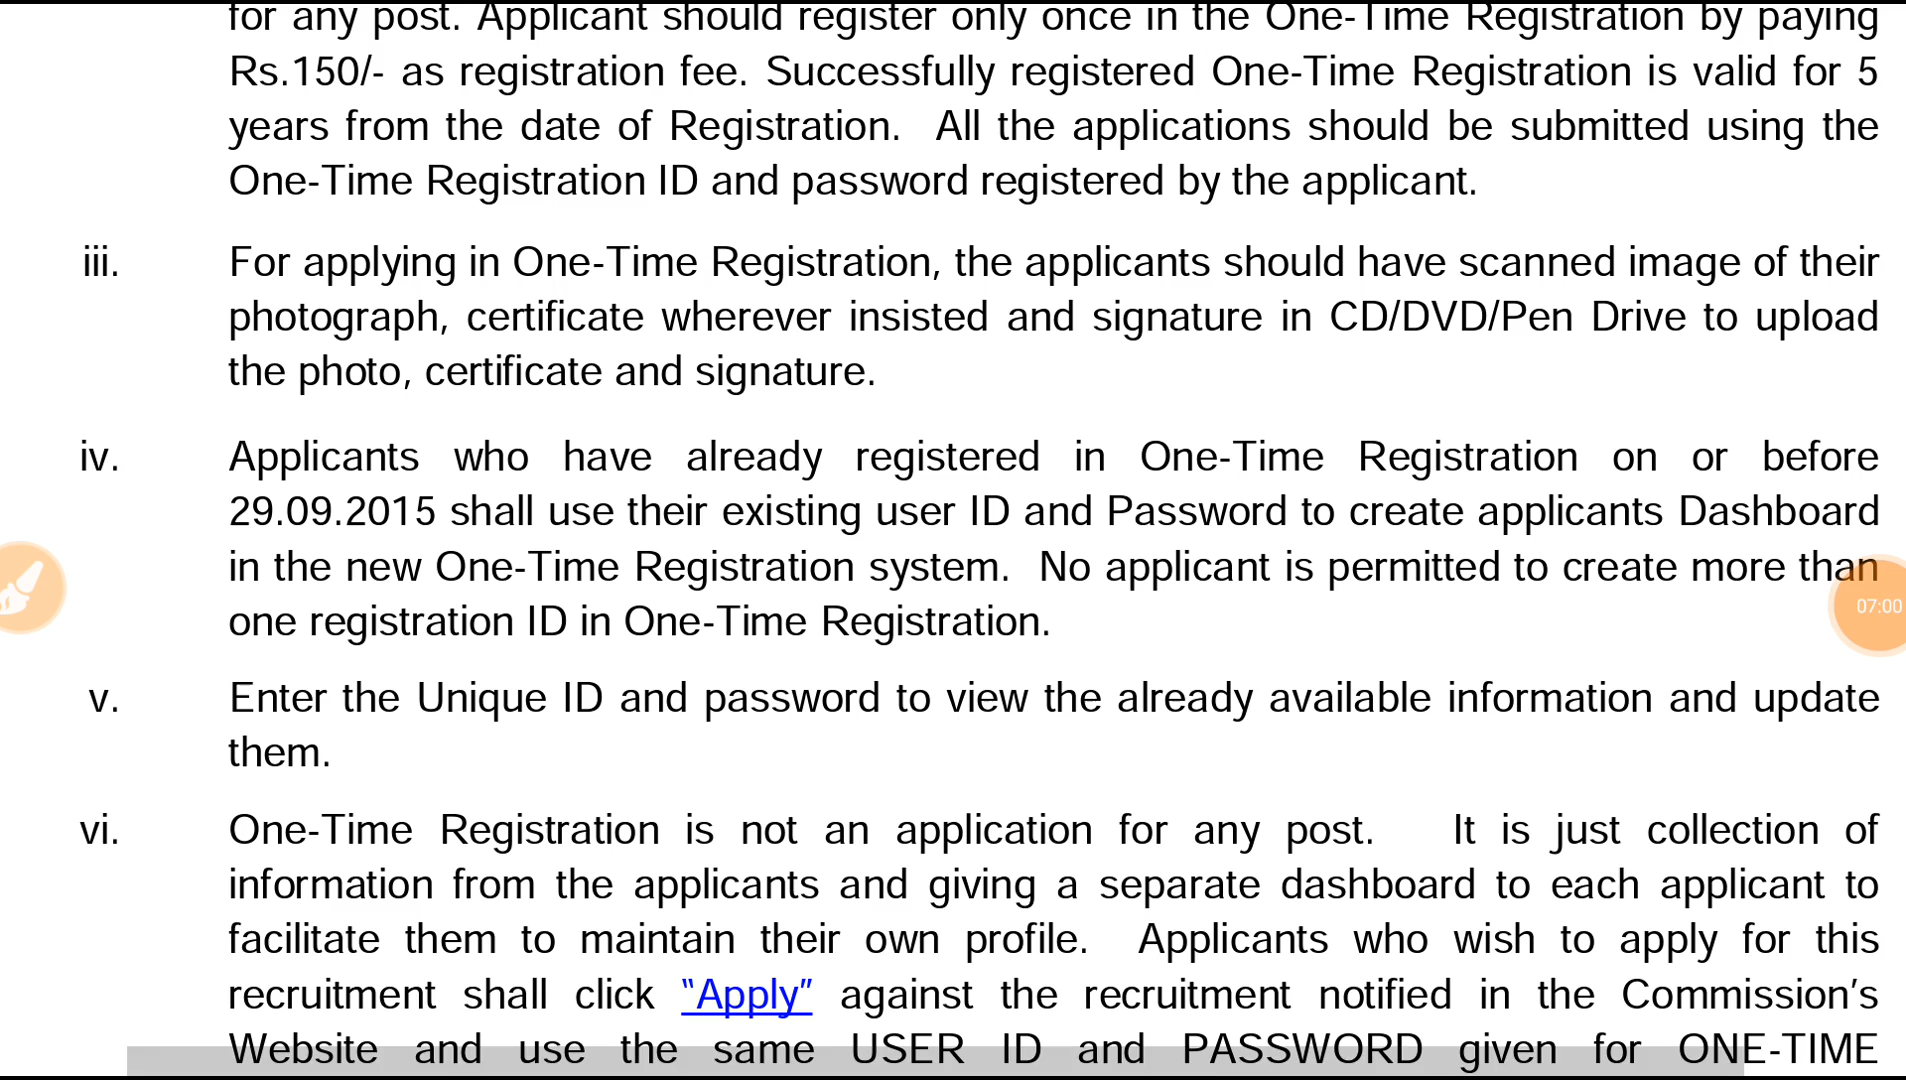 for any post. Applicant should register only once in the One-Time Registration by paying
Rs.150/- as registration fee. Successfully registered One-Time Registration is valid for 5
years from the date of Registration. All the applications should be submitted using the
One-Time Registration ID and password registered by the applicant.
iii. For applying in One-Time Registration, the applicants should have scanned image of their
photograph, certificate wherever insisted and signature in CD/DVD/Pen Drive to upload
the photo, certificate and signature.
iv. Applicants who have already registered in One-Time Registration on or before
29.09.2015 shall use their existing user ID and Password to create applicants Dashboard
in the new One-Time Registration system. No applicant is permitted to create more than
07:00
one registration ID in One-Time Registration.
v. Enter the Unique ID and password to view the already available information and update
them.
vi. One-Time Registration is not an application for any post. It is just collection of
information from the applicants and giving a separate dashboard to each applicant to
facilitate them to maintain their own profile. Applicants who wish to apply for this
recruitment shall click “Apply” against the recruitment notified in the Commission’s
Website and use the same USER ID and PASSWORD given for ONE-TIME